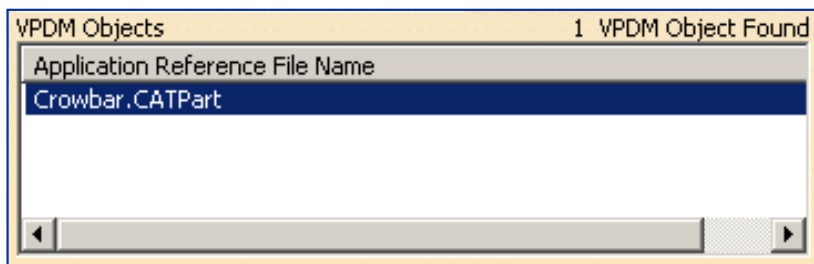 VPDM Objects 1 VPDM Object Found
Application Reference File Name
Crowbar.CATPart